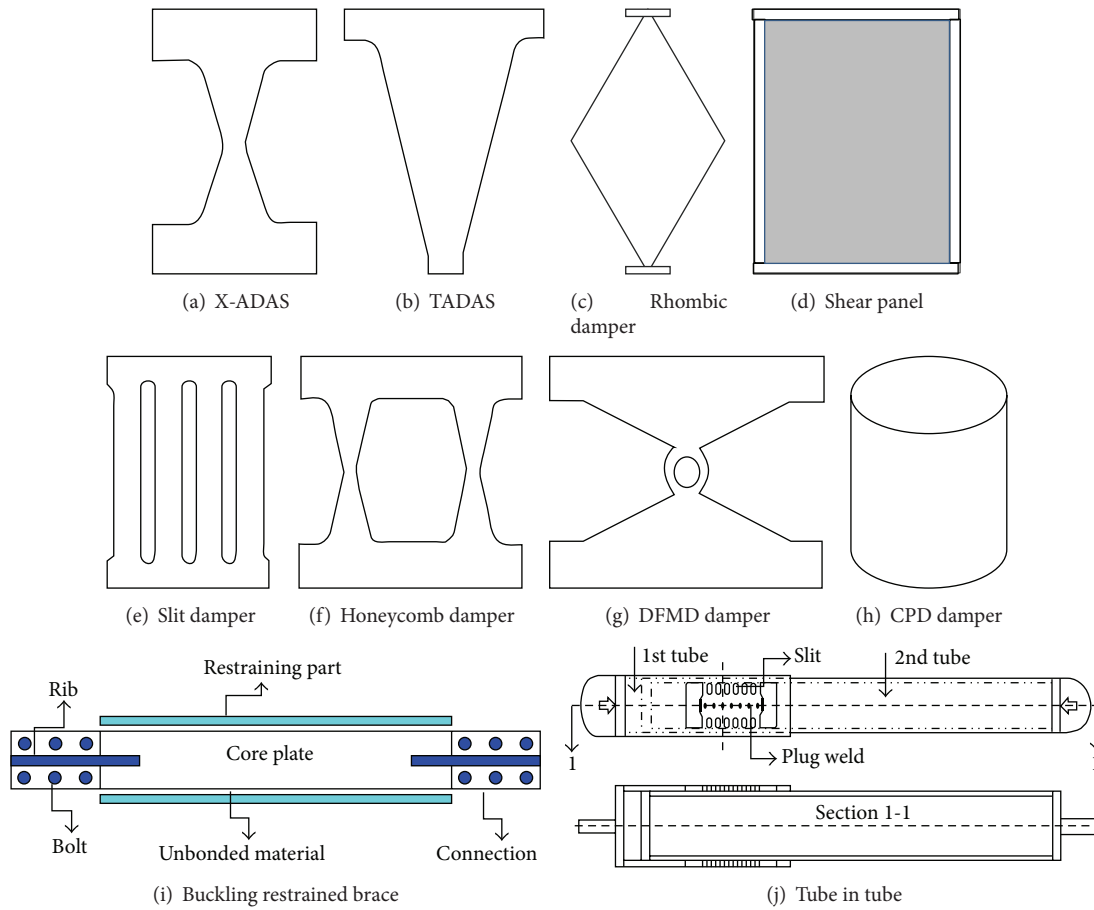 (a) X-ADAS
(b) TADAS
(c) Rhombic
damper
(d) Shear panel
(e) Slit damper
(f) Honeycomb damper
(g) DFMD damper
(h) CPD damper
Restraining part
Rib
Core plate
Bolt
Unbonded material
Connection
(i) Buckling restrained brace
1st tube
Slit
2nd tube
1
1
Plug weld
Section 1-1
(j) Tube in tube